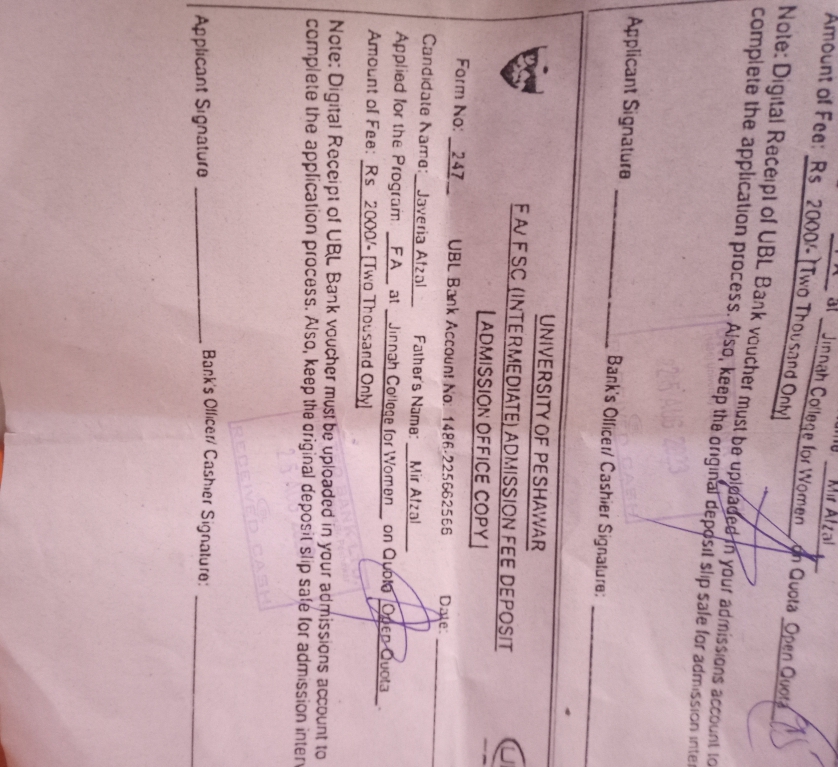 Amount of Fee: Rs 2000/- [Two Thousand Only]
at Jinnah College for Women on Quota Open Quota
Mir Afzal
Note: Digital Receipt of UBL Bank voucher must be uploaded in your admissions account to
complete the application process. Also, keep the original deposit slip safe for admission inter
Applicant Signature Bank's Officer/ Cashier Signature:
UNIVERSITY OF PESHAWAR
FA/FSC (INTERMEDIATE) ADMISSION FEE DEPOSIT
[ADMISSION OFFICE COPY]
Form No: 247 UBL Bank Account No: 1486-225662566 Date:
Candidate Name: Javeria Afzal Father's Name: Mir Afzal
Applied for the Program: FA at Jinnah College for Women on Quota Open Quota
Amount of Fee: Rs 2000/- [Two Thousand Only]
Note: Digital Receipt of UBL Bank voucher must be uploaded in your admissions account to
complete the application process. Also, keep the original deposit slip safe for admission interv
Applicant Signature Bank's Officer/ Cashier Signature:
RECEIVED CASH